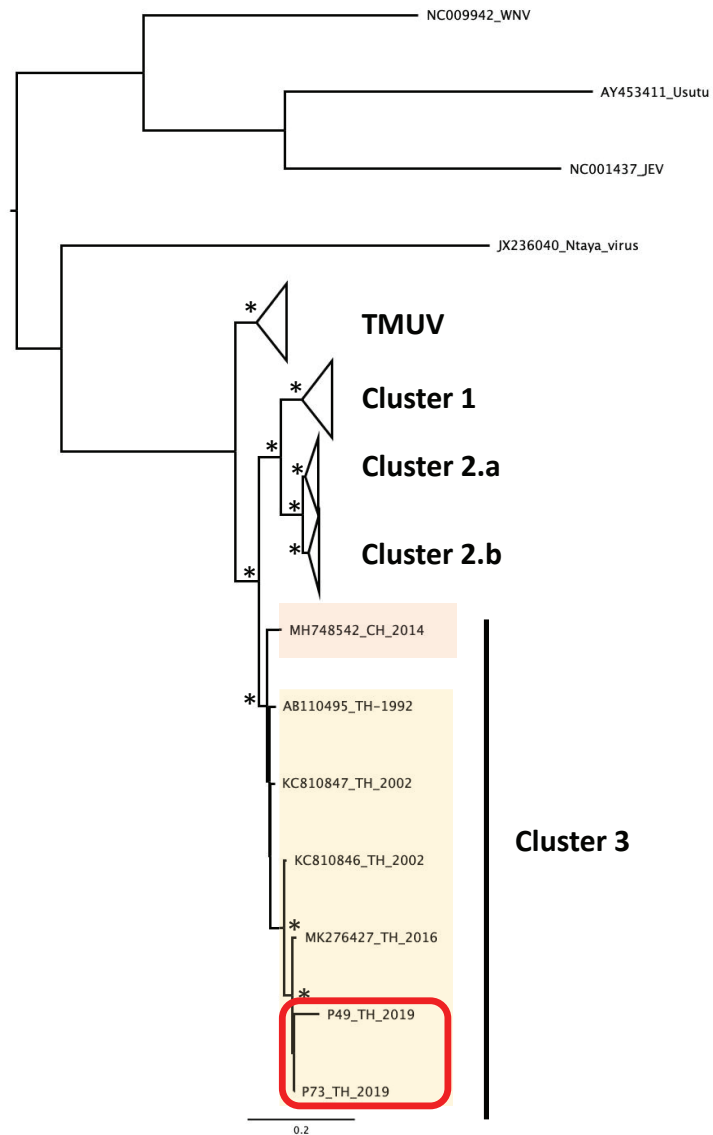 NC009942_WNV
AY453411_Usutu
NC001437_JEV
JX236040_Ntaya_virus
*
TMUV
*
Cluster 1
*
*
Cluster 2.a
*
*
Cluster 2.b
*
MH748542_CH_2014
*
AB110495_TH-1992
KC810847_TH_2002
Cluster 3
KC810846_TH_2002
*
MK276427_TH_2016
*
P49_TH_2019
P73_TH_2019
0.2